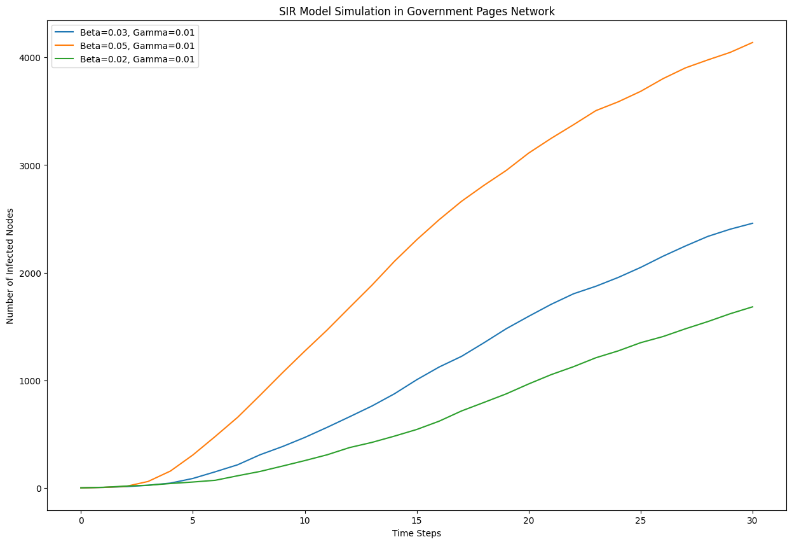 SIR Model Simulation in Government Pages Network
Beta=0.03, Gamma=0.01
Beta=0.05, Gamma=0.01
Beta=0.02, Gamma=0.01
Number of Infected Nodes
4000
3000
2000
1000
0
0 5 10 15 20 25 30
Time Steps